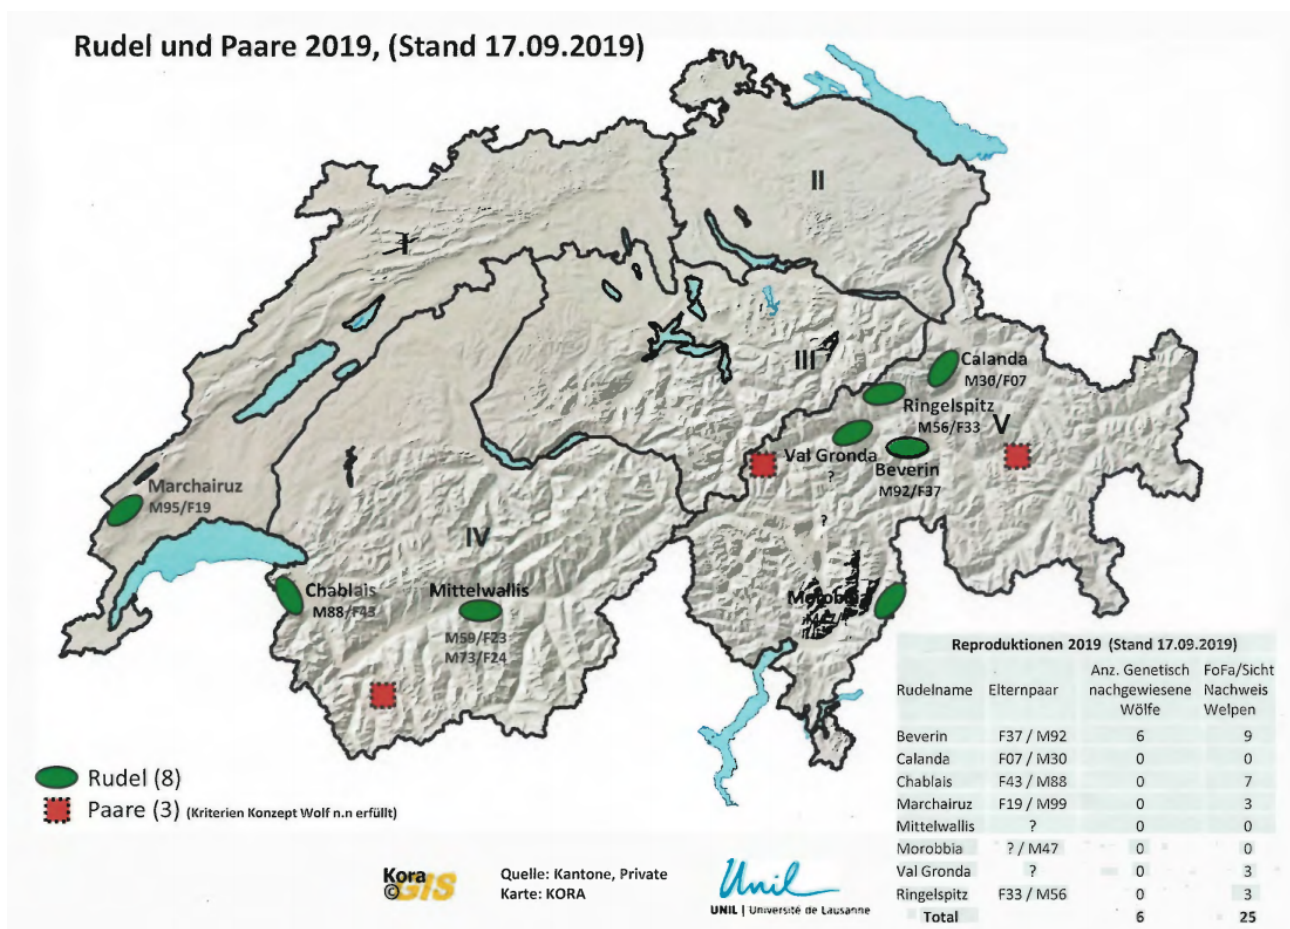 Rudel und Paare 2019, (Stand 17.09.2019)
II
I
III
Calanda
M30/F07
Ringelspitz
M56/F33
V
Val Gronda
?
Beverin
M92/F37
?
Marchairuz
M95/F19
IV
Chablais
M88/F43
Mittelwallis
M59/F23
M73/F24
Morobbia
Reproduktionen 2019 (Stand 17.09.2019)
Rudelname Elternpaar Anz. Genetisch nachgewiesene Wölfe FoFa/Sicht Nachweis Welpen
Beverin F37 / M92 6 9
Calanda F07 / M30 0 0
Chablais F43 / M88 0 7
Marchairuz F19 / M99 0 3
Mittelwallis ? 0 0
Morobbia ? / M47 0 0
Val Gronda ? 0 3
Ringelspitz F33 / M56 0 3
Total 6 25
Rudel (8)
Paare (3) (Kriterien Konzept Wolf n.n erfüllt)
Kora
© GIS
Quelle: Kantone, Private
Karte: KORA
Unil
UNIL | Université de Lausanne